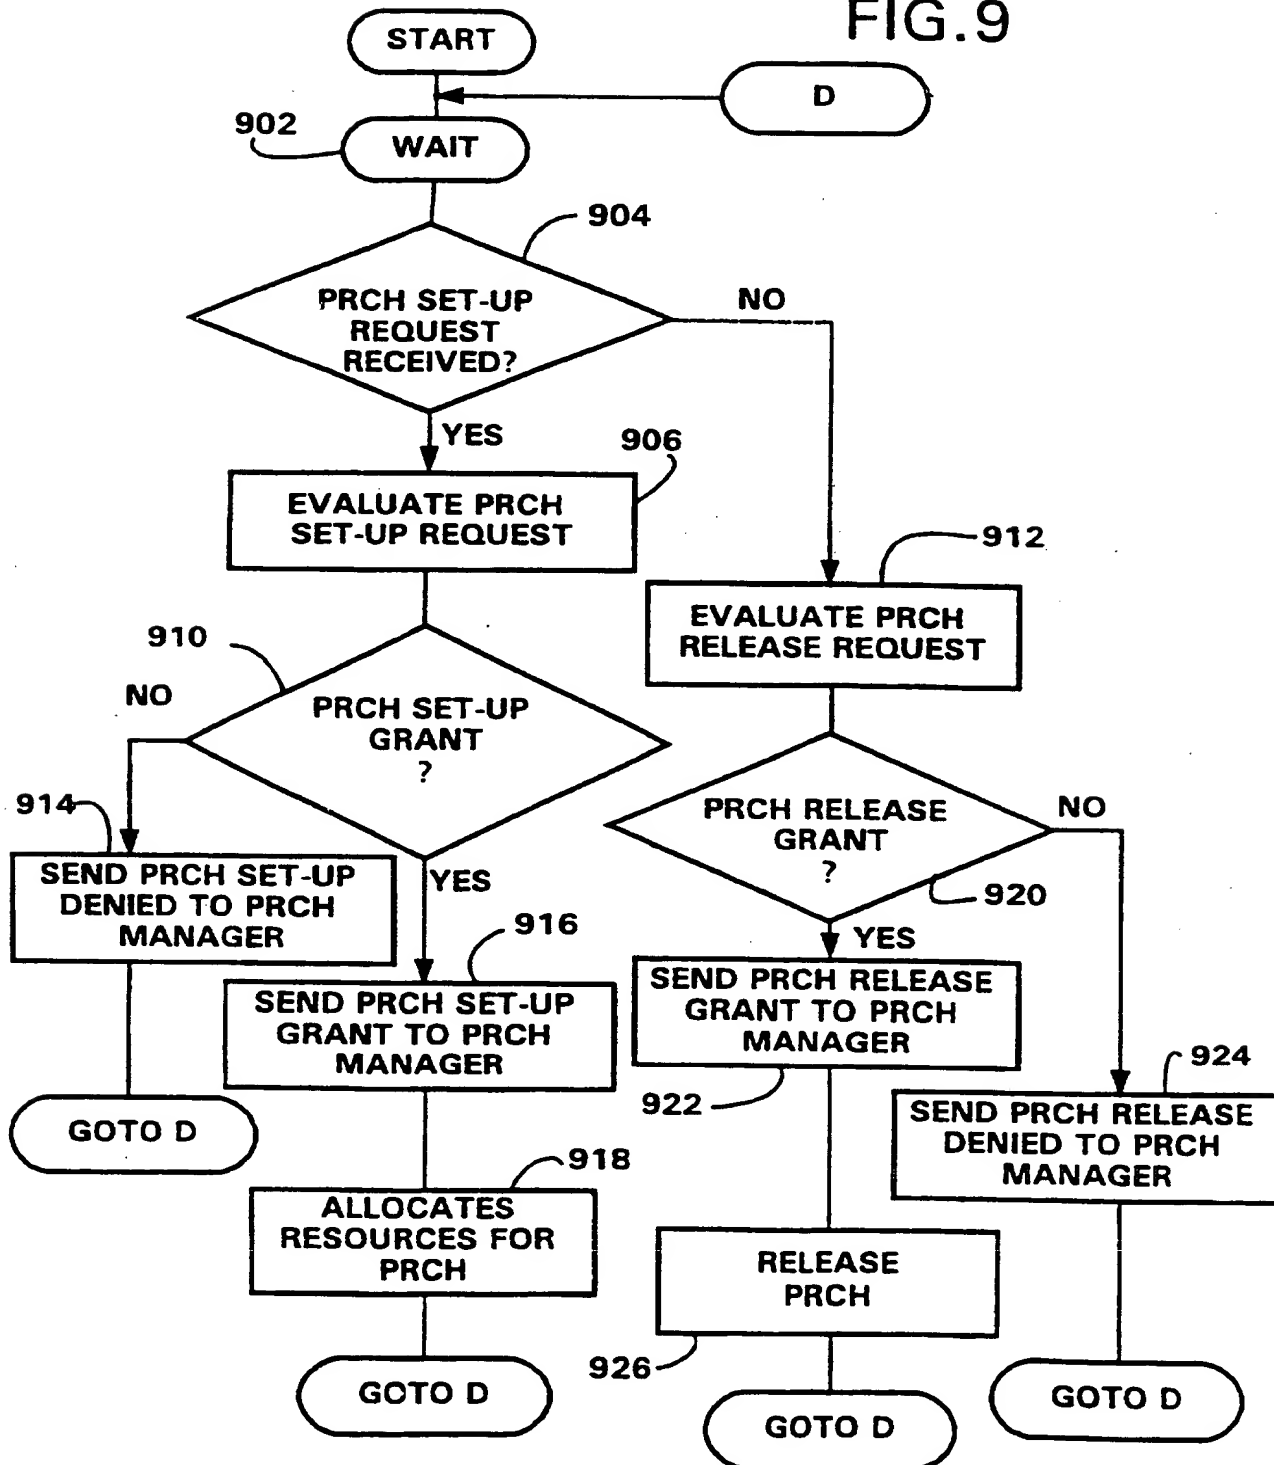 FIG.9
START
D
902
WAIT
904
PRCH SET-UP
REQUEST
RECEIVED?
NO
YES
906
EVALUATE PRCH
SET-UP REQUEST
912
EVALUATE PRCH
RELEASE REQUEST
910
NO
PRCH SET-UP
GRANT
?
PRCH RELEASE
GRANT
?
NO
920
914
SEND PRCH SET-UP
DENIED TO PRCH
MANAGER
YES
916
YES
SEND PRCH SET-UP
GRANT TO PRCH
MANAGER
SEND PRCH RELEASE
GRANT TO PRCH
MANAGER
922
924
SEND PRCH RELEASE
DENIED TO PRCH
MANAGER
GOTO D
918
ALLOCATES
RESOURCES FOR
PRCH
RELEASE
PRCH
926
GOTO D
GOTO D
GOTO D